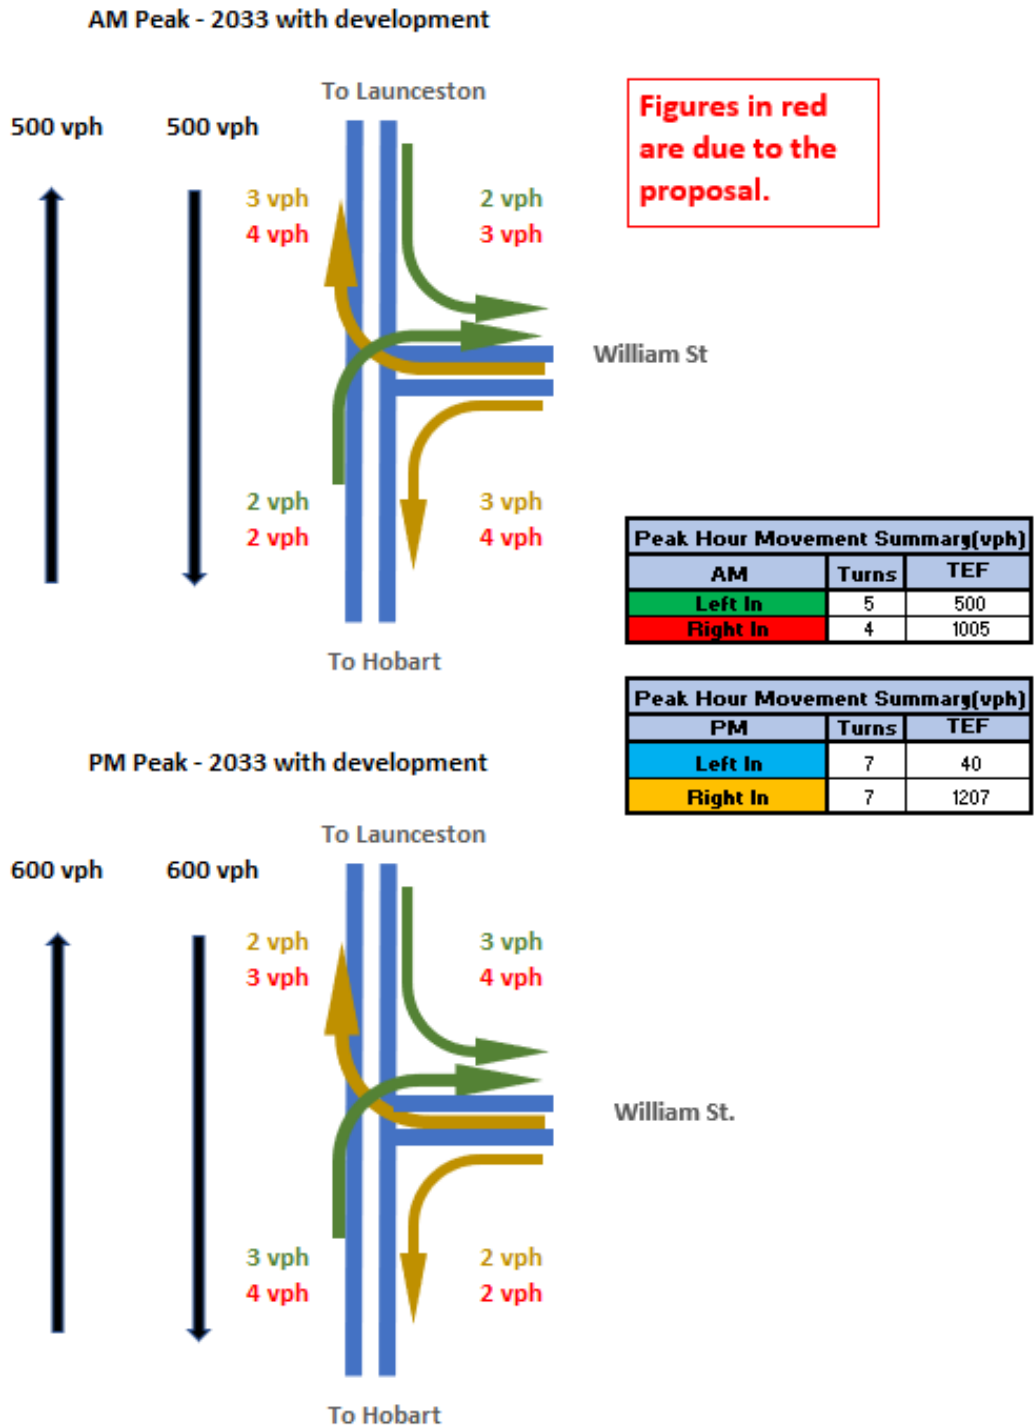 AM Peak - 2033 with development
To Launceston
500 vph 500 vph
Figures in red
are due to the
proposal.
3 vph 2 vph
4 vph 3 vph
William St
2 vph 3 vph
2 vph 4 vph
To Hobart
Peak Hour Movement Summary(vph)
AM Turns TEF
Left In 5 500
Right In 4 1005
Peak Hour Movement Summary(vph)
PM Turns TEF
Left In 7 40
Right In 7 1207
PM Peak - 2033 with development
To Launceston
600 vph 600 vph
2 vph 3 vph
3 vph 4 vph
William St.
3 vph 2 vph
4 vph 2 vph
To Hobart